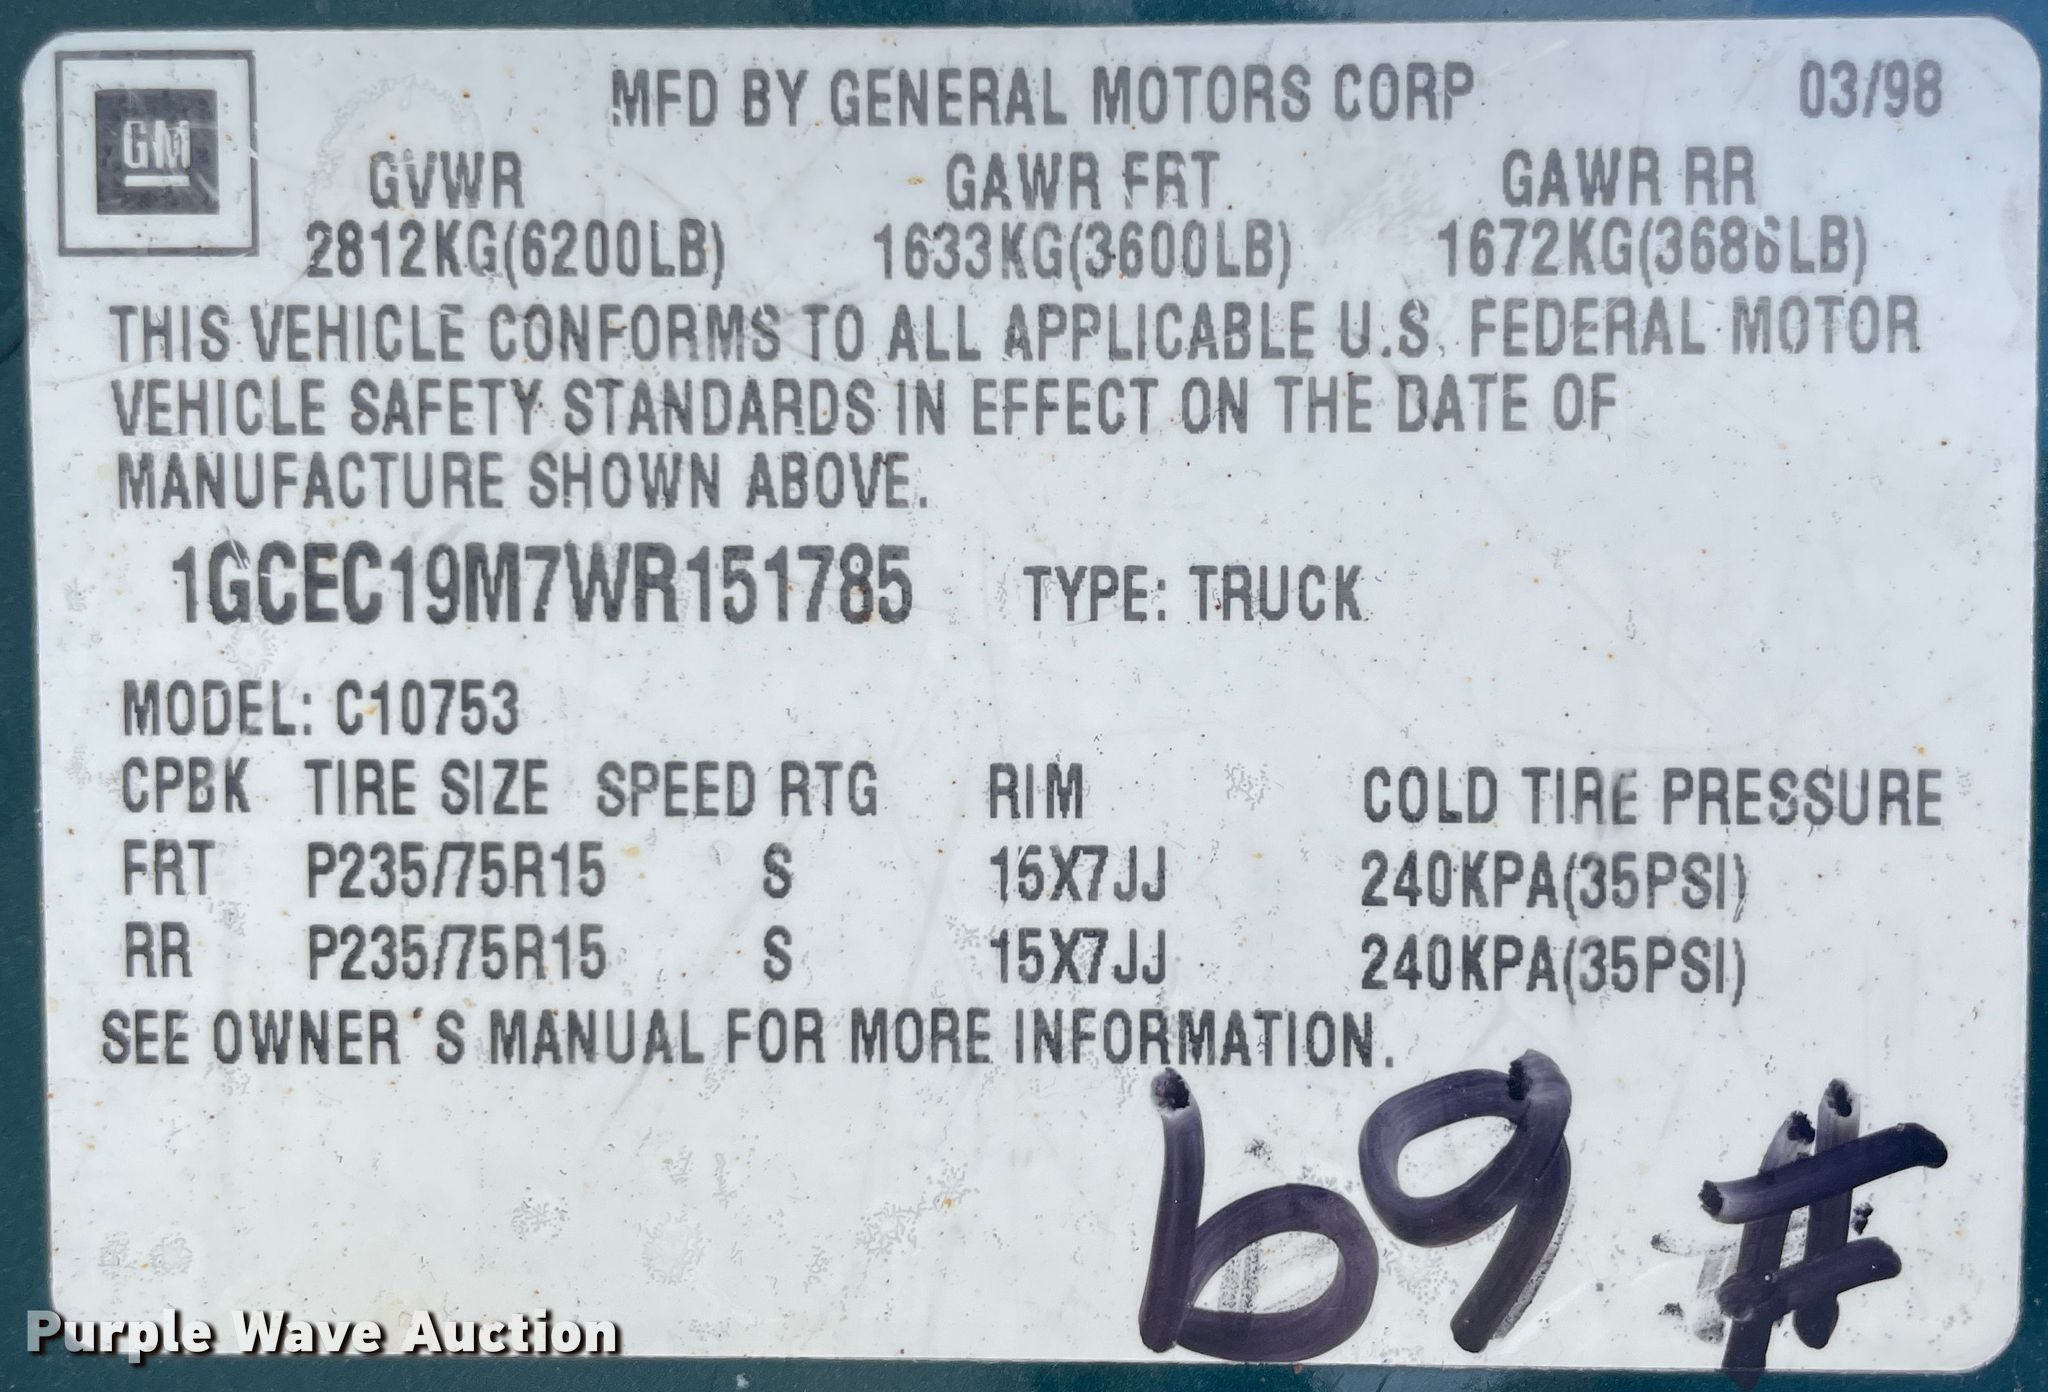 GM
MFD BY GENERAL MOTORS CORP 03/98
GVWR GAWR FRT GAWR RR
2812KG(6200LB) 1633KG(3600LB) 1672KG(3686LB)
THIS VEHICLE CONFORMS TO ALL APPLICABLE U.S. FEDERAL MOTOR
VEHICLE SAFETY STANDARDS IN EFFECT ON THE DATE OF
MANUFACTURE SHOWN ABOVE.
1GCEC19M7WR151785 TYPE: TRUCK
MODEL: C10753
CPBK TIRE SIZE SPEED RTG RIM COLD TIRE PRESSURE
FRT P235/75R15 S 15X7JJ 240KPA(35PSI)
RR P235/75R15 S 15X7JJ 240KPA(35PSI)
SEE OWNER´S MANUAL FOR MORE INFORMATION.
69 #
Purple Wave Auction